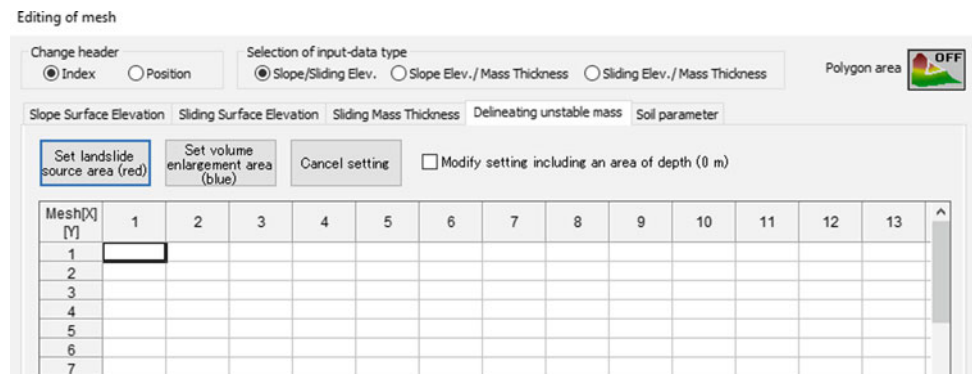 Editing of mesh
Change header
Selection of input-data type
Index Position
Slope/Sliding Elev. Slope Elev./Mass Thickness Sliding Elev./Mass Thickness
Polygon area OFF
Slope Surface Elevation Sliding Surface Elevation Sliding Mass Thickness Delineating unstable mass Soil parameter
Set landslide
source area (red)
Set volume
enlargement area
(blue)
Cancel setting
Modify setting including an area of depth (0 m)
Mesh[X]
[Y]
1 2 3 4 5 6 7 8 9 10 11 12 13
1
2
3
4
5
6
7